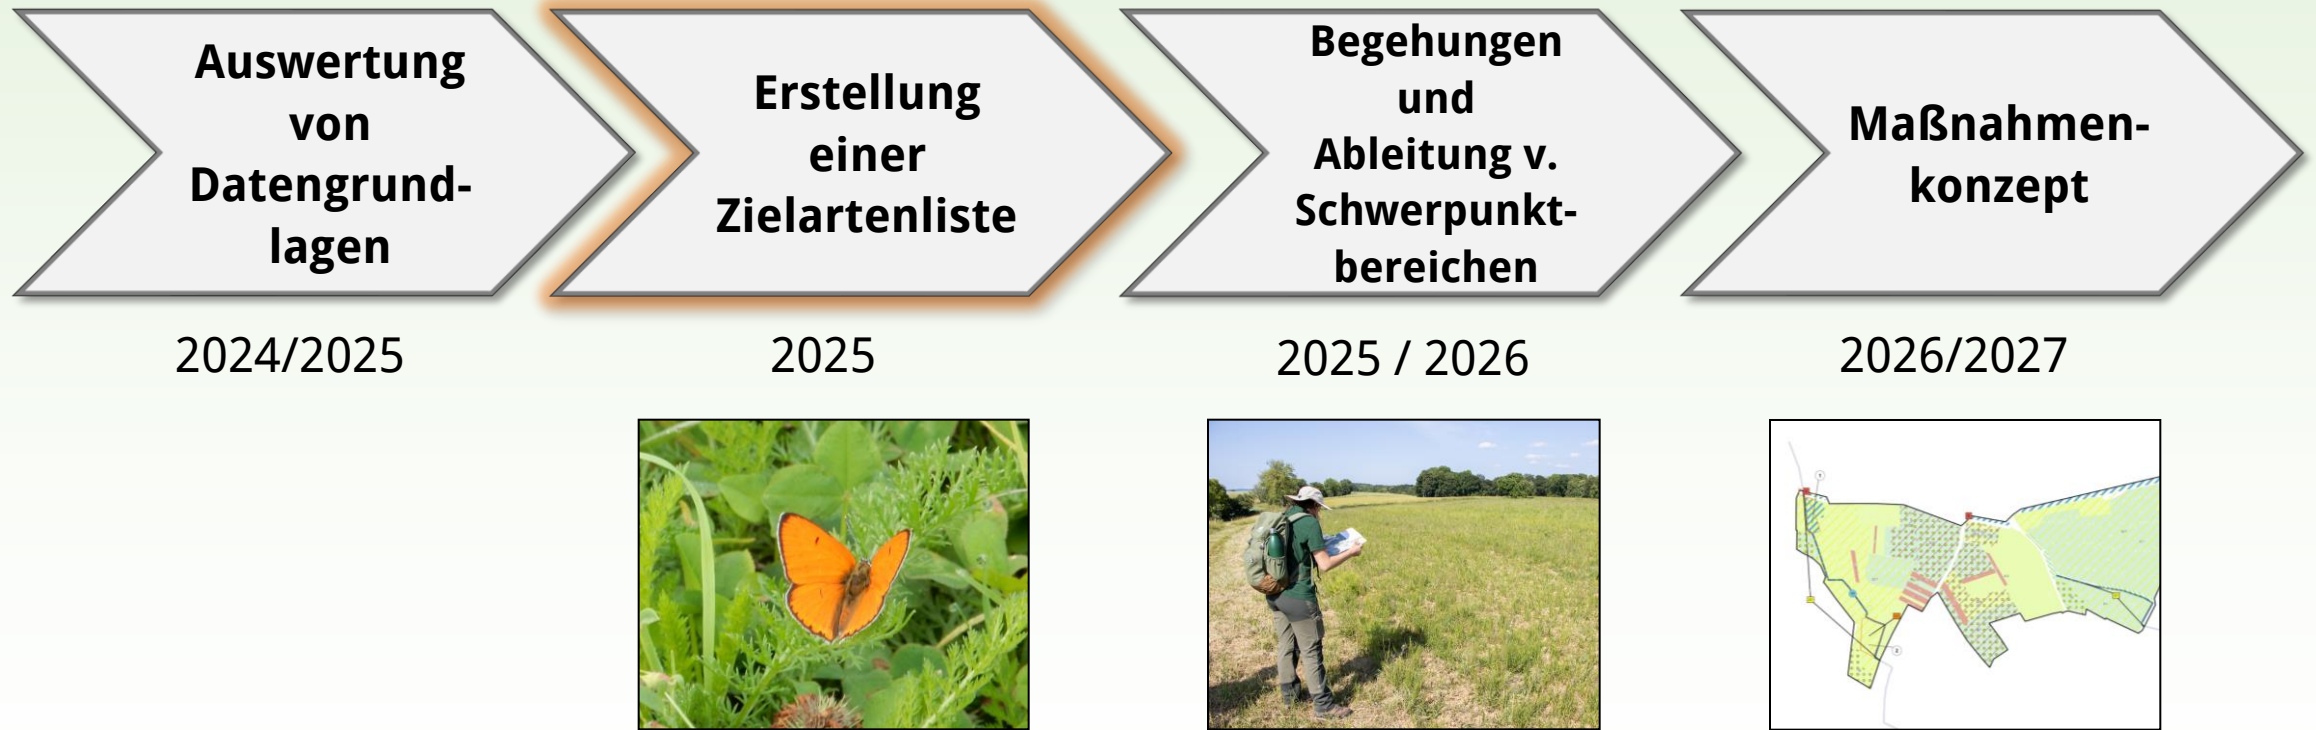 Auswertung
von
Datengrund-
lagen
Erstellung
einer
Zielartenliste
Begehungen
und
Ableitung v.
Schwerpunkt-
bereichen
Maßnahmen-
konzept
2024/2025
2025
2025 / 2026
2026/2027